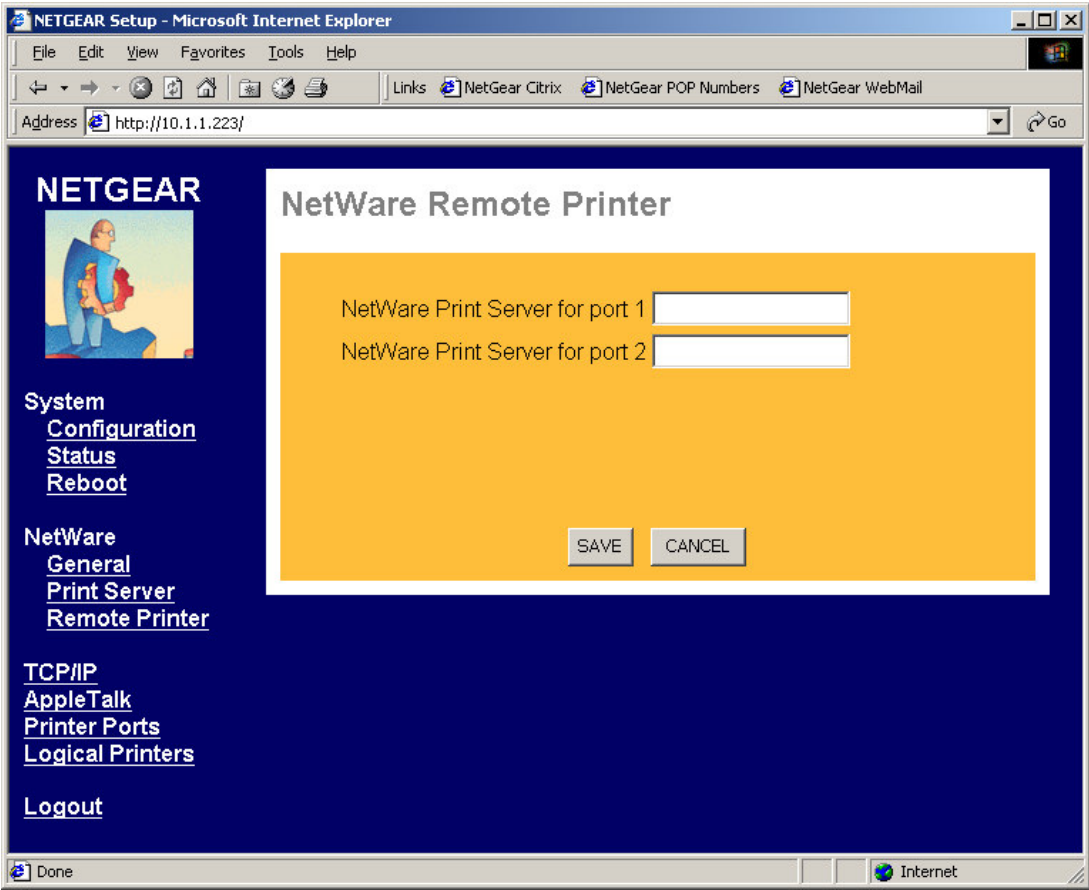 NETGEAR Setup - Microsoft Internet Explorer
File Edit View Favorites Tools Help
Links NetGear Citrix NetGear POP Numbers NetGear WebMail
Address http://10.1.1.223/ Go
NETGEAR
System
Configuration
Status
Reboot
NetWare
General
Print Server
Remote Printer
TCP/IP
AppleTalk
Printer Ports
Logical Printers
Logout
NetWare Remote Printer
NetWare Print Server for port 1
NetWare Print Server for port 2
SAVE CANCEL
Done Internet